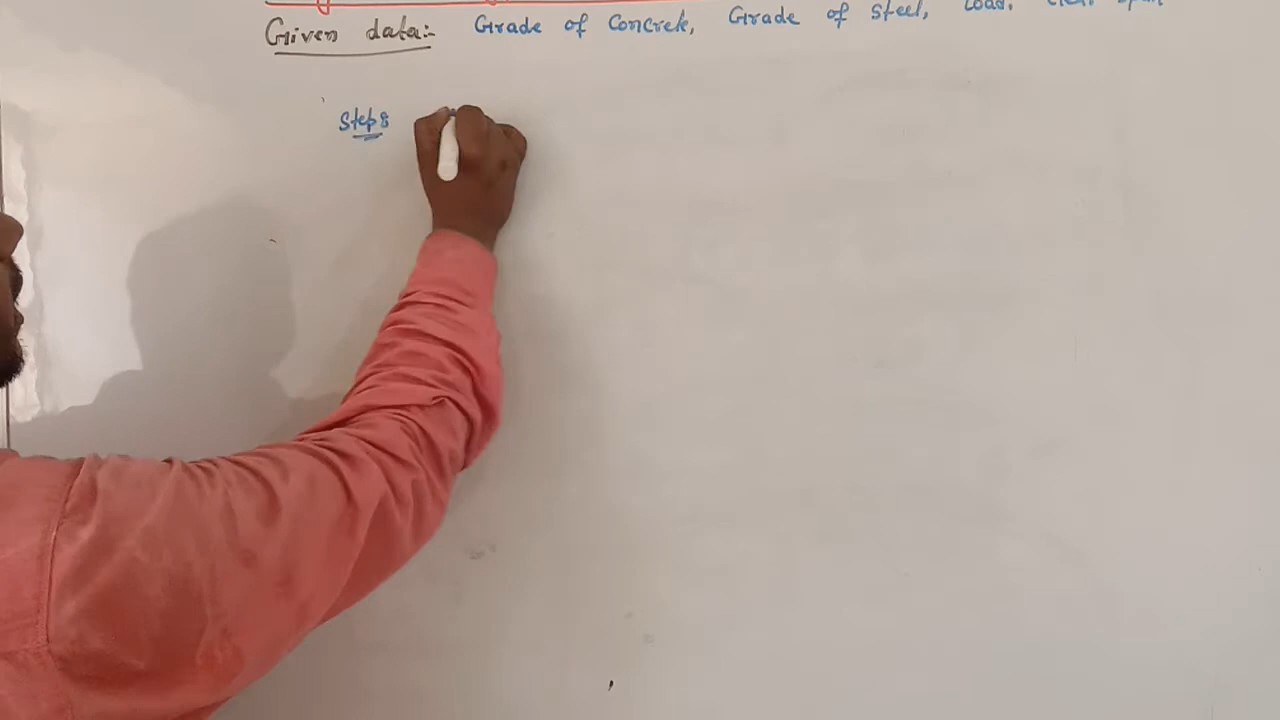 Given data:- Grade of Concrete, Grade of Steel, Load,
Steps